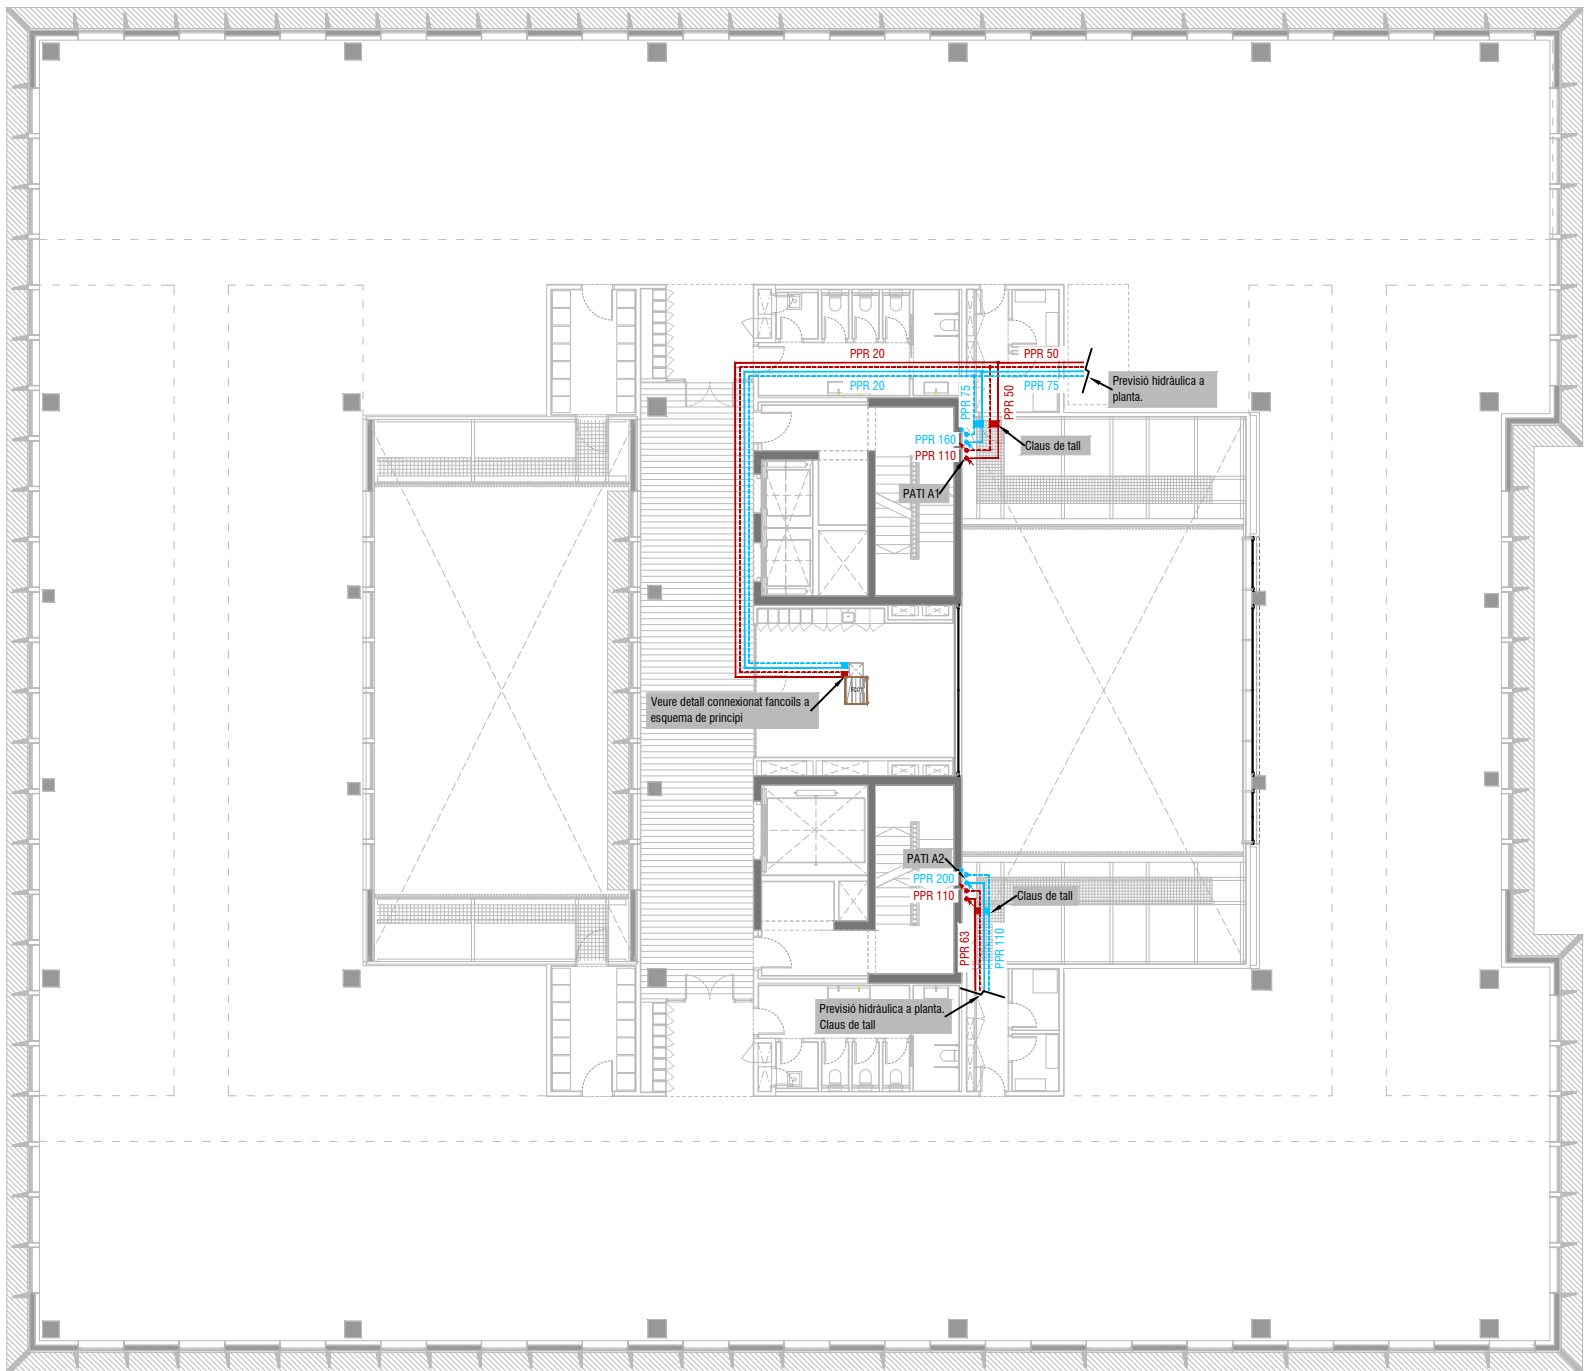 PPR 20
PPR 50
PPR 20
PPR 75
Previsió hidràulica a
planta.
PPR 75
PPR 50
PPR 160
PPR 110
Claus de tall
PATI A1
Veure detall connexionat fancoils a
esquema de principi
PATI A2
PPR 200
PPR 110
Claus de tall
PPR 63
PPR 110
Previsió hidràulica a planta.
Claus de tall